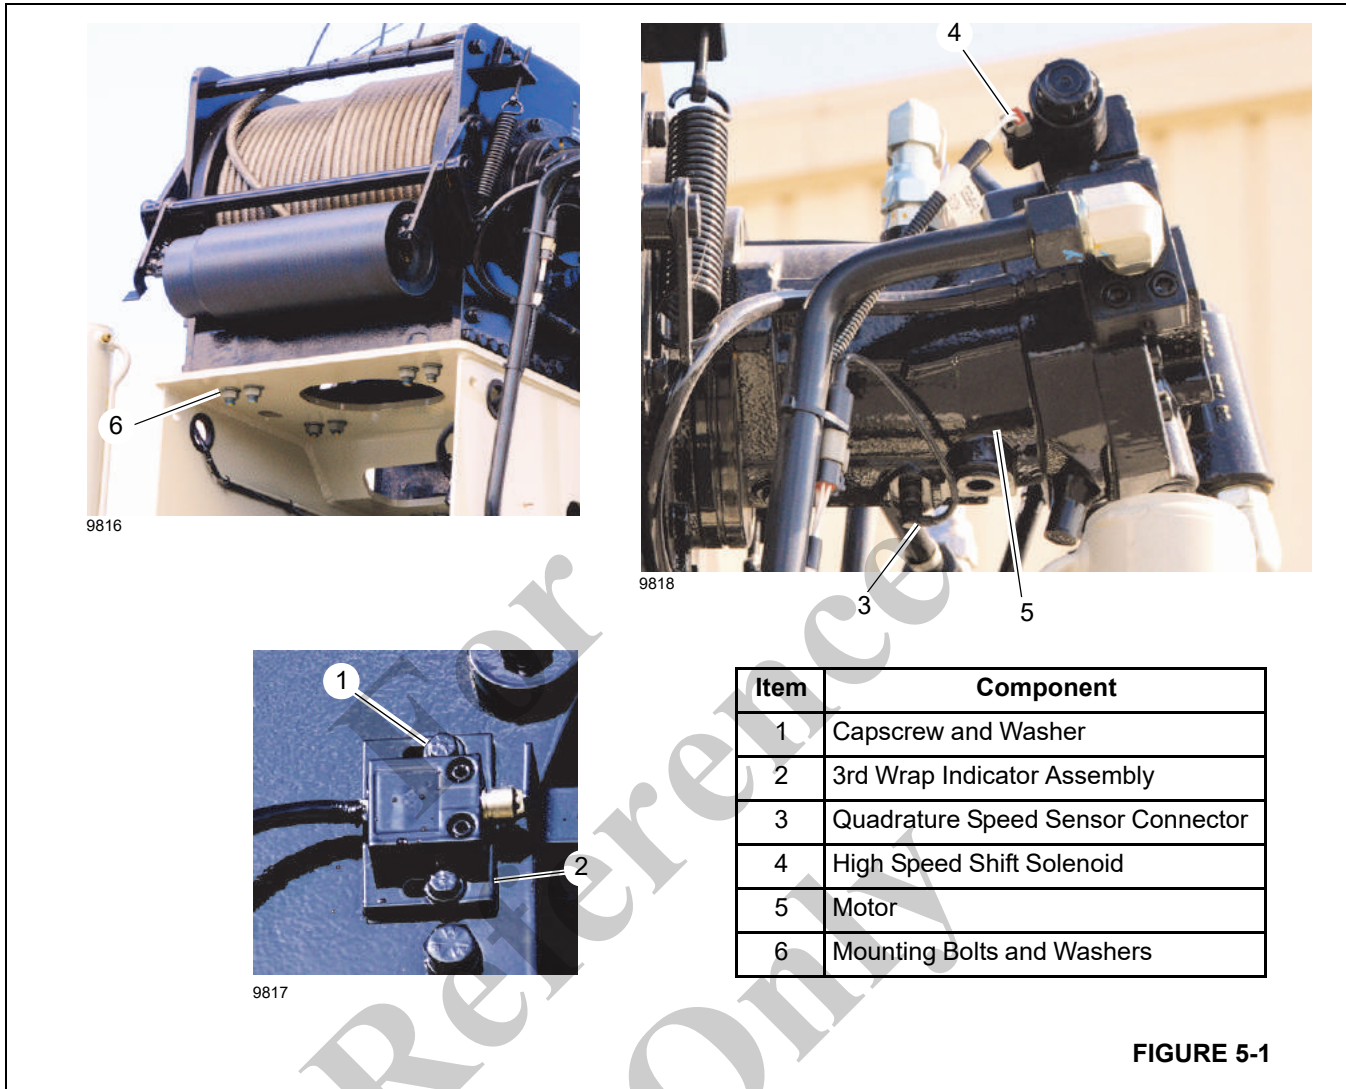 4
6
9816
9818
3
5
1
2
9817
Item Component
1 Capscrew and Washer
2 3rd Wrap Indicator Assembly
3 Quadrature Speed Sensor Connector
4 High Speed Shift Solenoid
5 Motor
6 Mounting Bolts and Washers
FIGURE 5-1
For
Reference
Only